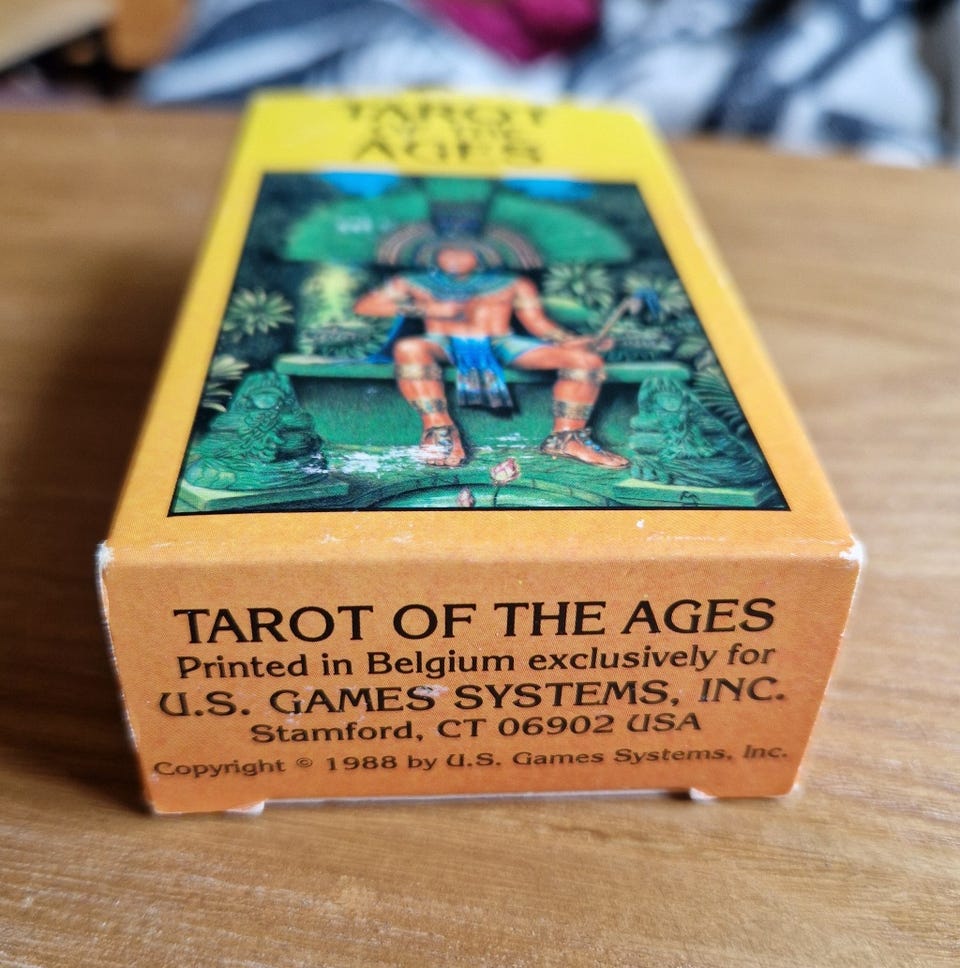 TAROT
OF THE
AGES
TAROT OF THE AGES
Printed in Belgium exclusively for
U.S. GAMES SYSTEMS, INC.
Stamford, CT 06902 USA
Copyright © 1988 by U.S. Games Systems, Inc.